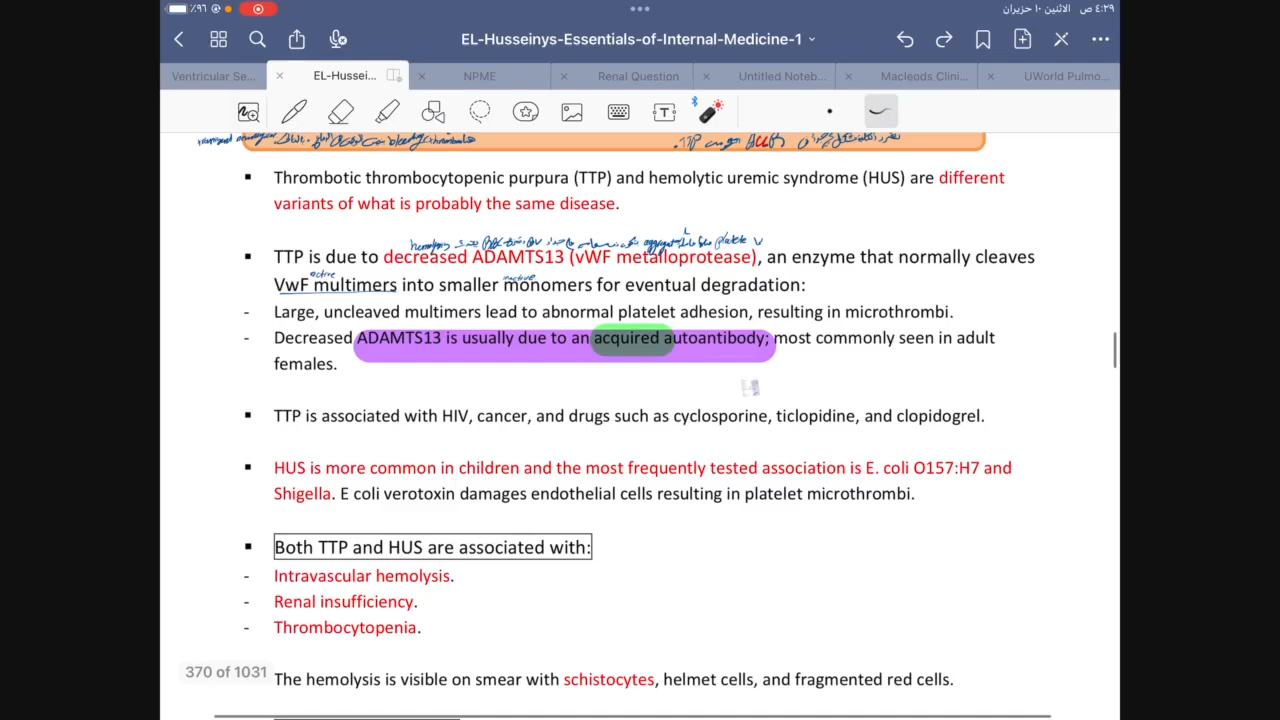 ٤:٣٩ ص الاثنين ١٠ حزيران
٪٩٦
EL-Husseinys-Essentials-of-Internal-Medicine-1
Ventricular Se...
EL-Hussei...
NPME
Renal Question
Untitled Noteb...
Macleods Clini...
UWorld Pulmo...
▪ Thrombotic thrombocytopenic purpura (TTP) and hemolytic uremic syndrome (HUS) are different
variants of what is probably the same disease.
▪ TTP is due to decreased ADAMTS13 (vWF metalloprotease), an enzyme that normally cleaves
active inactive
VwF multimers into smaller monomers for eventual degradation:
- Large, uncleaved multimers lead to abnormal platelet adhesion, resulting in microthrombi.
- Decreased ADAMTS13 is usually due to an acquired autoantibody; most commonly seen in adult
females.
▪ TTP is associated with HIV, cancer, and drugs such as cyclosporine, ticlopidine, and clopidogrel.
▪ HUS is more common in children and the most frequently tested association is E. coli O157:H7 and
Shigella. E coli verotoxin damages endothelial cells resulting in platelet microthrombi.
▪ Both TTP and HUS are associated with:
- Intravascular hemolysis.
- Renal insufficiency.
- Thrombocytopenia.
370 of 1031
The hemolysis is visible on smear with schistocytes, helmet cells, and fragmented red cells.